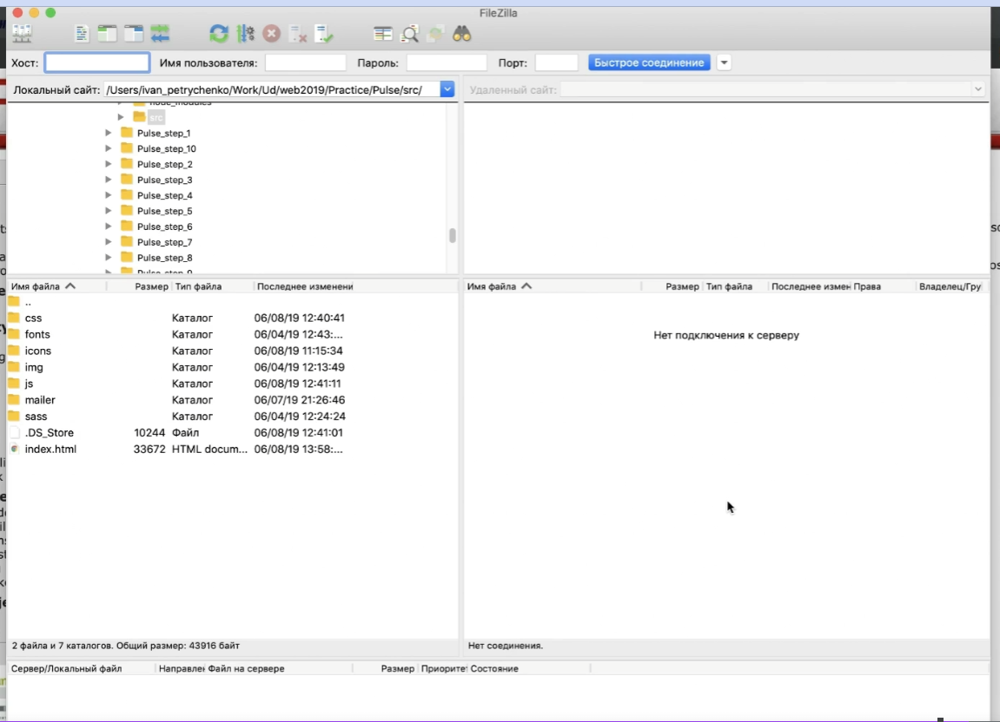 FileZilla
Хост: Имя пользователя: Пароль: Порт: Быстрое соединение
Локальный сайт: /Users/ivan_petrychenko/Work/Ud/web2019/Practice/Pulse/src/
Удаленный сайт:
node_modules
src
Pulse_step_1
Pulse_step_10
Pulse_step_2
Pulse_step_3
Pulse_step_4
Pulse_step_5
Pulse_step_6
Pulse_step_7
Pulse_step_8
Pulse_step_9
Имя файла Размер Тип файла Последнее изменени
..
css Каталог 06/08/19 12:40:41
fonts Каталог 06/04/19 12:43:...
icons Каталог 06/08/19 11:15:34
img Каталог 06/04/19 12:13:49
js Каталог 06/08/19 12:41:11
mailer Каталог 06/07/19 21:26:46
sass Каталог 06/04/19 12:24:24
.DS_Store 10244 Файл 06/08/19 12:41:01
index.html 33672 HTML docum... 06/08/19 13:58:...
2 файла и 7 каталогов. Общий размер: 43916 байт
Имя файла Размер Тип файла Последнее измен Права Владелец/Гру
Нет подключения к серверу
Нет соединения.
Сервер/Локальный файл Направлен Файл на сервере Размер Приоритет Состояние